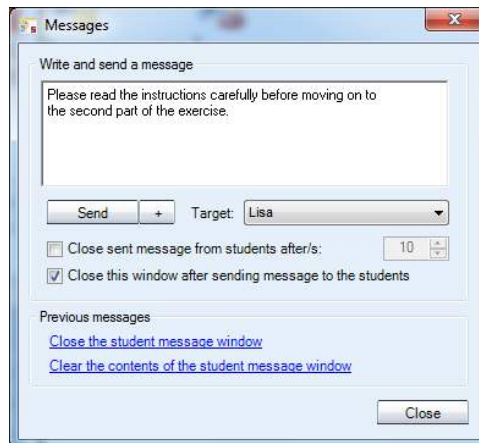 Messages
Write and send a message
Please read the instructions carefully before moving on to
the second part of the exercise.
Send + Target: Lisa
Close sent message from students after/s: 10
Close this window after sending message to the students
Previous messages
Close the student message window
Clear the contents of the student message window
Close